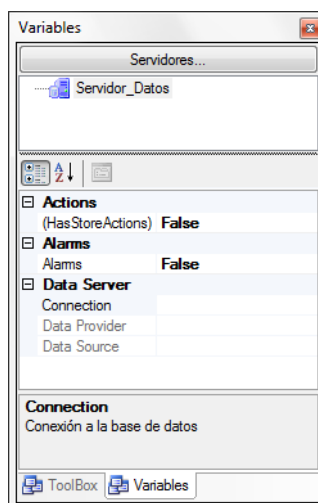 Variables
Servidores...
Servidor_Datos
Actions
(HasStoreActions) False
Alarms
Alarms False
Data Server
Connection
Data Provider
Data Source
Connection
Conexión a la base de datos
ToolBox Variables